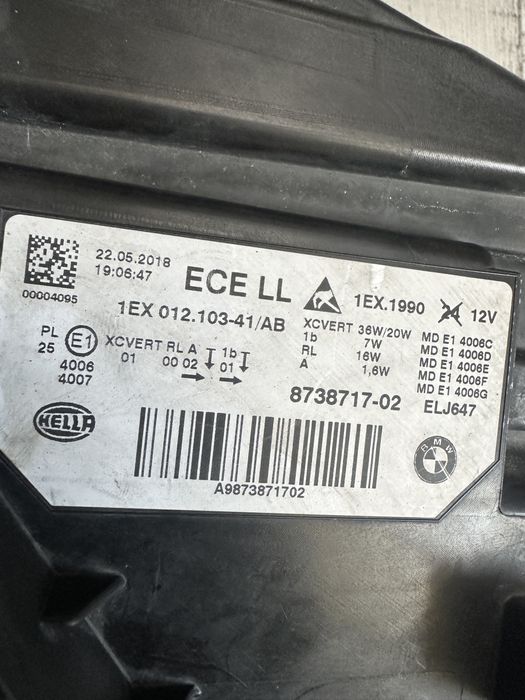 22.05.2018
19:06:47
ECE LL
1EX.1990 24 12V
00004095
1EX 012.103-41/AB
XCVERT 36W/20W
1b 7W
RL 16W
A 1,6W
MD E1 4006C
MD E1 4006D
MD E1 4006E
MD E1 4006F
MD E1 4006G
PL
25
E1
4006
4007
XCVERT RL A 1b
01 00 02 01
8738717-02 ELJ647
HELLA
BMW
A9873871702